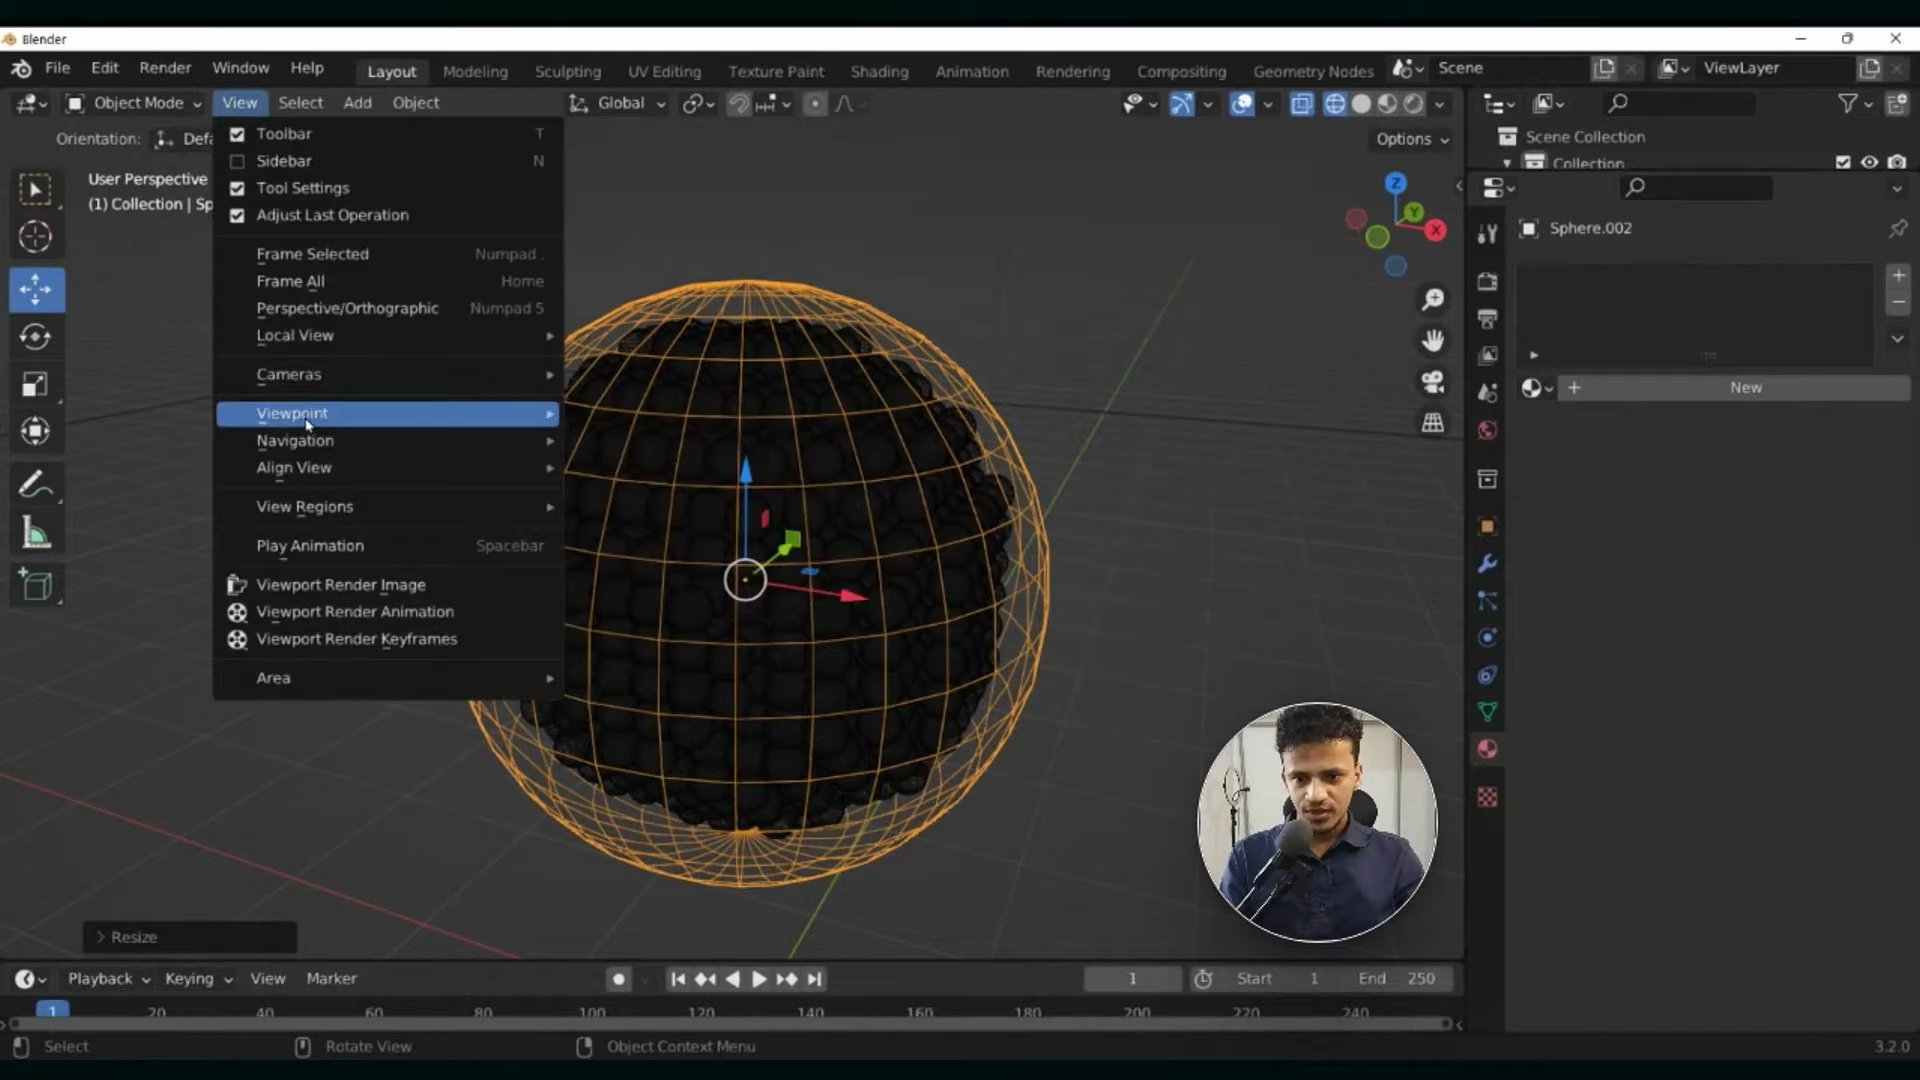 Blender
File Edit Render Window Help Layout Modeling Sculpting UV Editing Texture Paint Shading Animation Rendering Compositing Geometry Nodes Scene ViewLayer
Object Mode View Select Add Object Global
Orientation: Defa Options
User Perspective
(1) Collection | Sp
Toolbar T
Sidebar N
Tool Settings
Adjust Last Operation
Frame Selected Numpad .
Frame All Home
Perspective/Orthographic Numpad 5
Local View
Cameras
Viewpoint
Navigation
Align View
View Regions
Play Animation Spacebar
Viewport Render Image
Viewport Render Animation
Viewport Render Keyframes
Area
Z
Y
X
Scene Collection
Collection
Sphere.002
New
Resize
Playback Keying View Marker 1 Start 1 End 250
1 20 40 60 80 100 120 140 160 180 200 220 240
Select Rotate View Object Context Menu 3.2.0